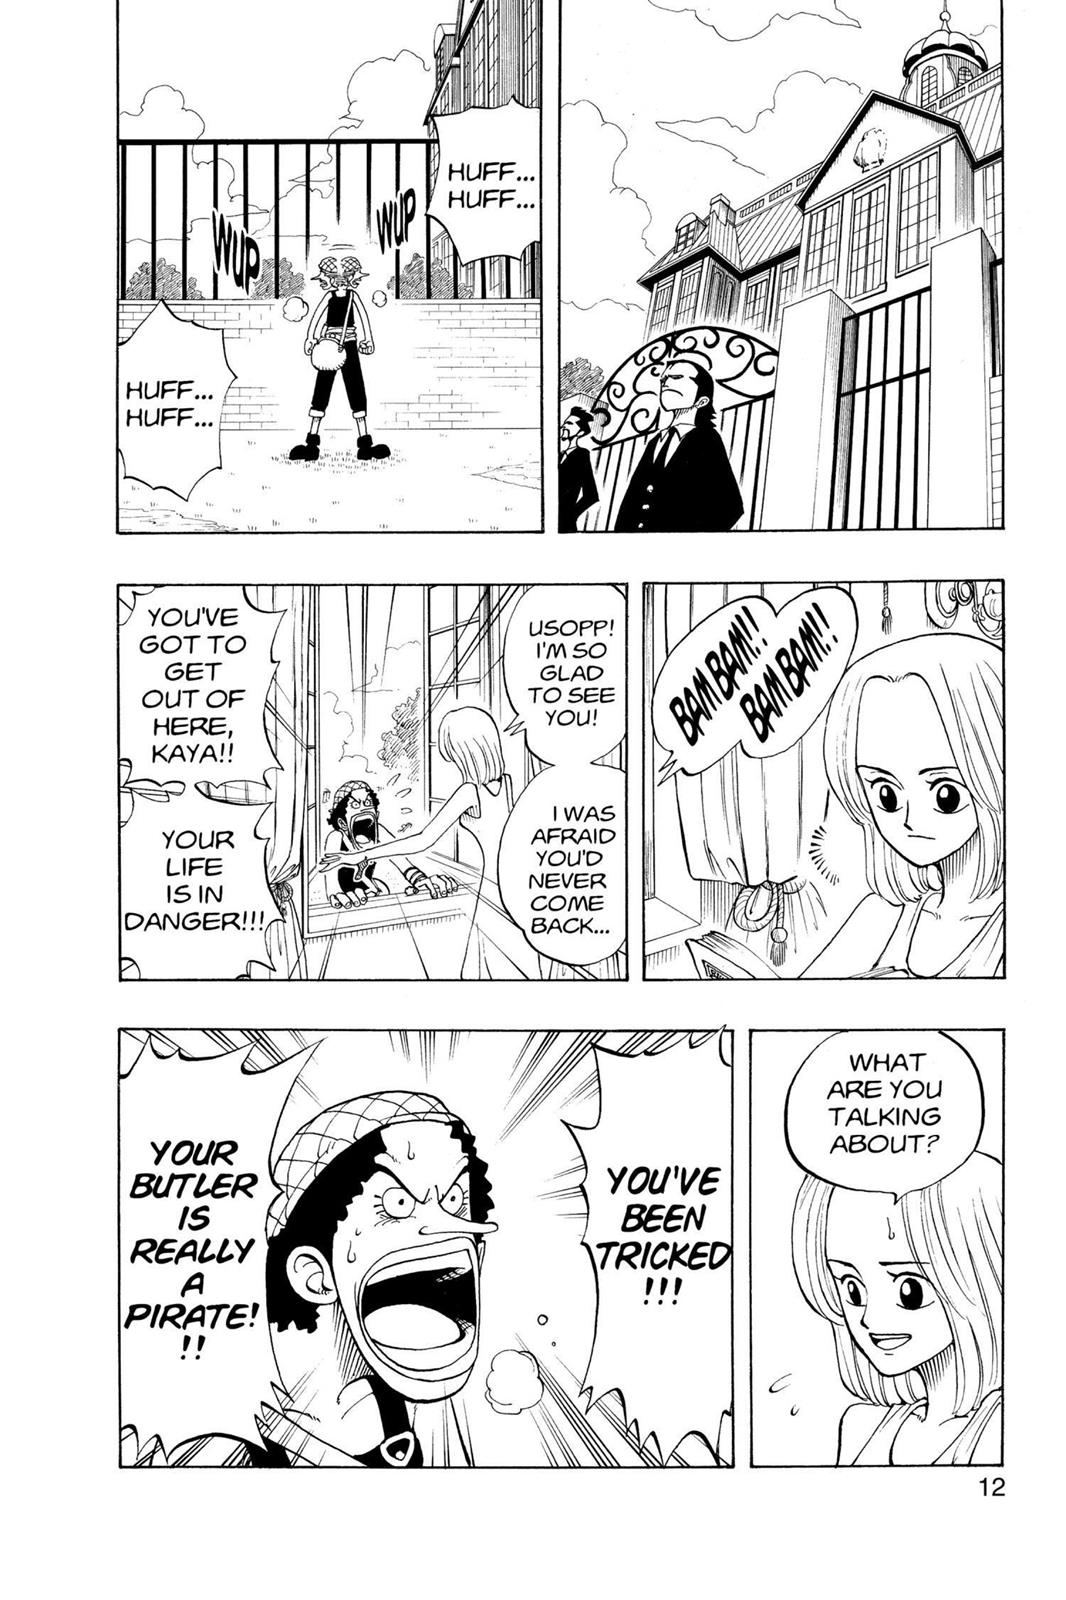 HUFF...
HUFF...
WUP
WUP
HUFF...
HUFF...
BAM BAM!!
BAM BAM!!
USOPP!
I'M SO
GLAD
TO SEE
YOU!
I WAS
AFRAID
YOU'D
NEVER
COME
BACK...
YOU'VE
GOT TO
GET
OUT OF
HERE,
KAYA!!
YOUR
LIFE
IS IN
DANGER!!!
WHAT
ARE YOU
TALKING
ABOUT?
YOU'VE
BEEN
TRICKED
!!!
YOUR
BUTLER
IS
REALLY
A
PIRATE!
!!
12